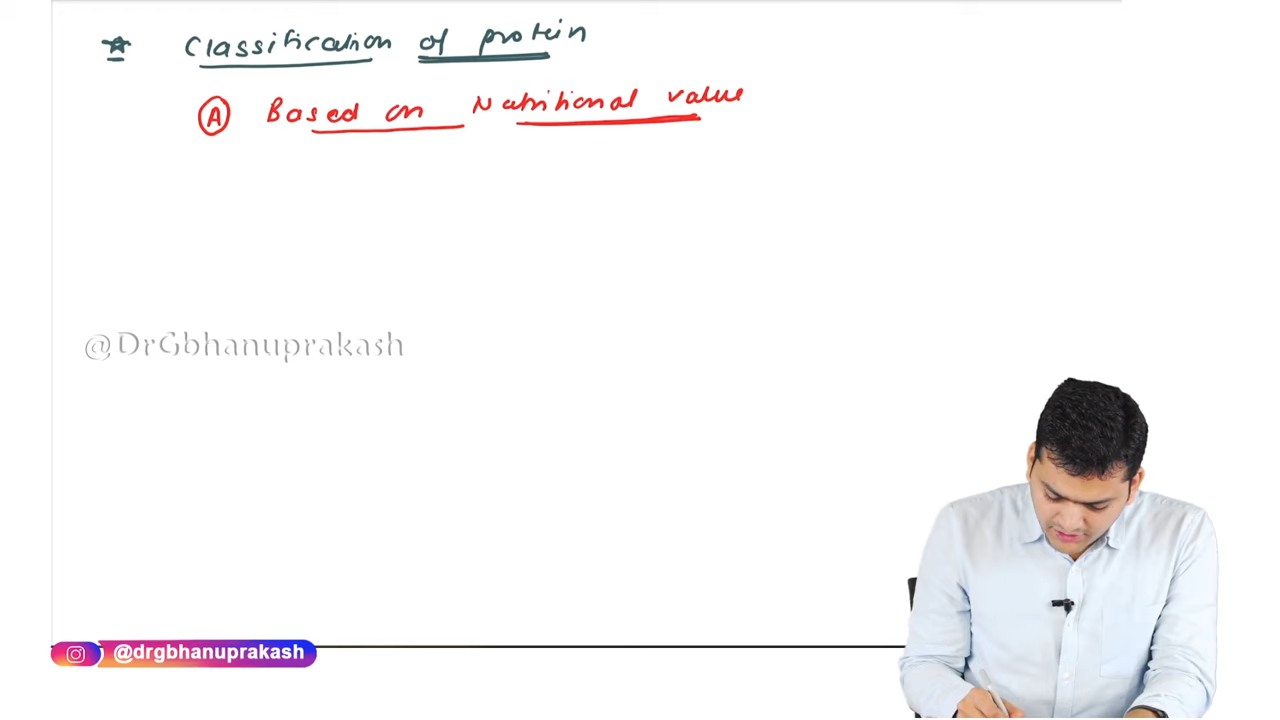 Classification of protein
A Based on Nutritional value
@DrGbhanuprakash
@drgbhanuprakash